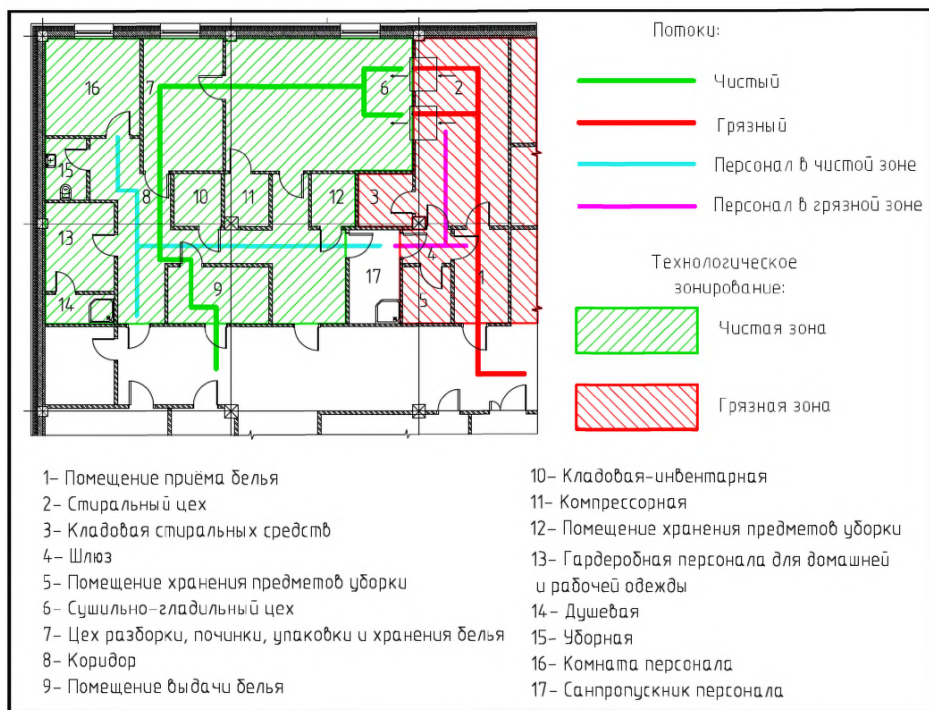 Потоки:
Чистый
Грязный
Персонал в чистой зоне
Персонал в грязной зоне
Технологическое
зонирование:
Чистая зона
Грязная зона
16
7
6
2
15
8
10
11
12
3
13
9
17
4
1
14
5
1- Помещение приёма белья
2- Стиральный цех
3- Кладовая стиральных средств
4- Шлюз
5- Помещение хранения предметов уборки
6- Сушильно-гладильный цех
7- Цех разборки, починки, упаковки и хранения белья
8- Коридор
9- Помещение выдачи белья
10- Кладовая-инвентарная
11- Компрессорная
12- Помещение хранения предметов уборки
13- Гардеробная персонала для домашней
и рабочей одежды
14- Душевая
15- Уборная
16- Комната персонала
17- Санпропускник персонала